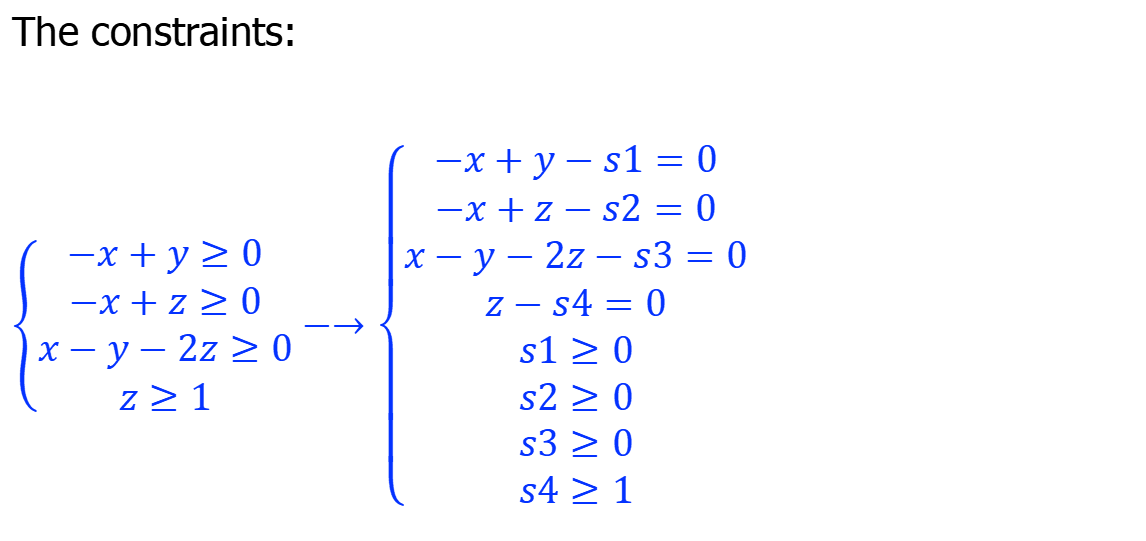 The constraints:
−x + y ≥ 0
−x + z ≥ 0
x − y − 2z ≥ 0
z ≥ 1
−→
−x + y − s1 = 0
−x + z − s2 = 0
x − y − 2z − s3 = 0
z − s4 = 0
s1 ≥ 0
s2 ≥ 0
s3 ≥ 0
s4 ≥ 1